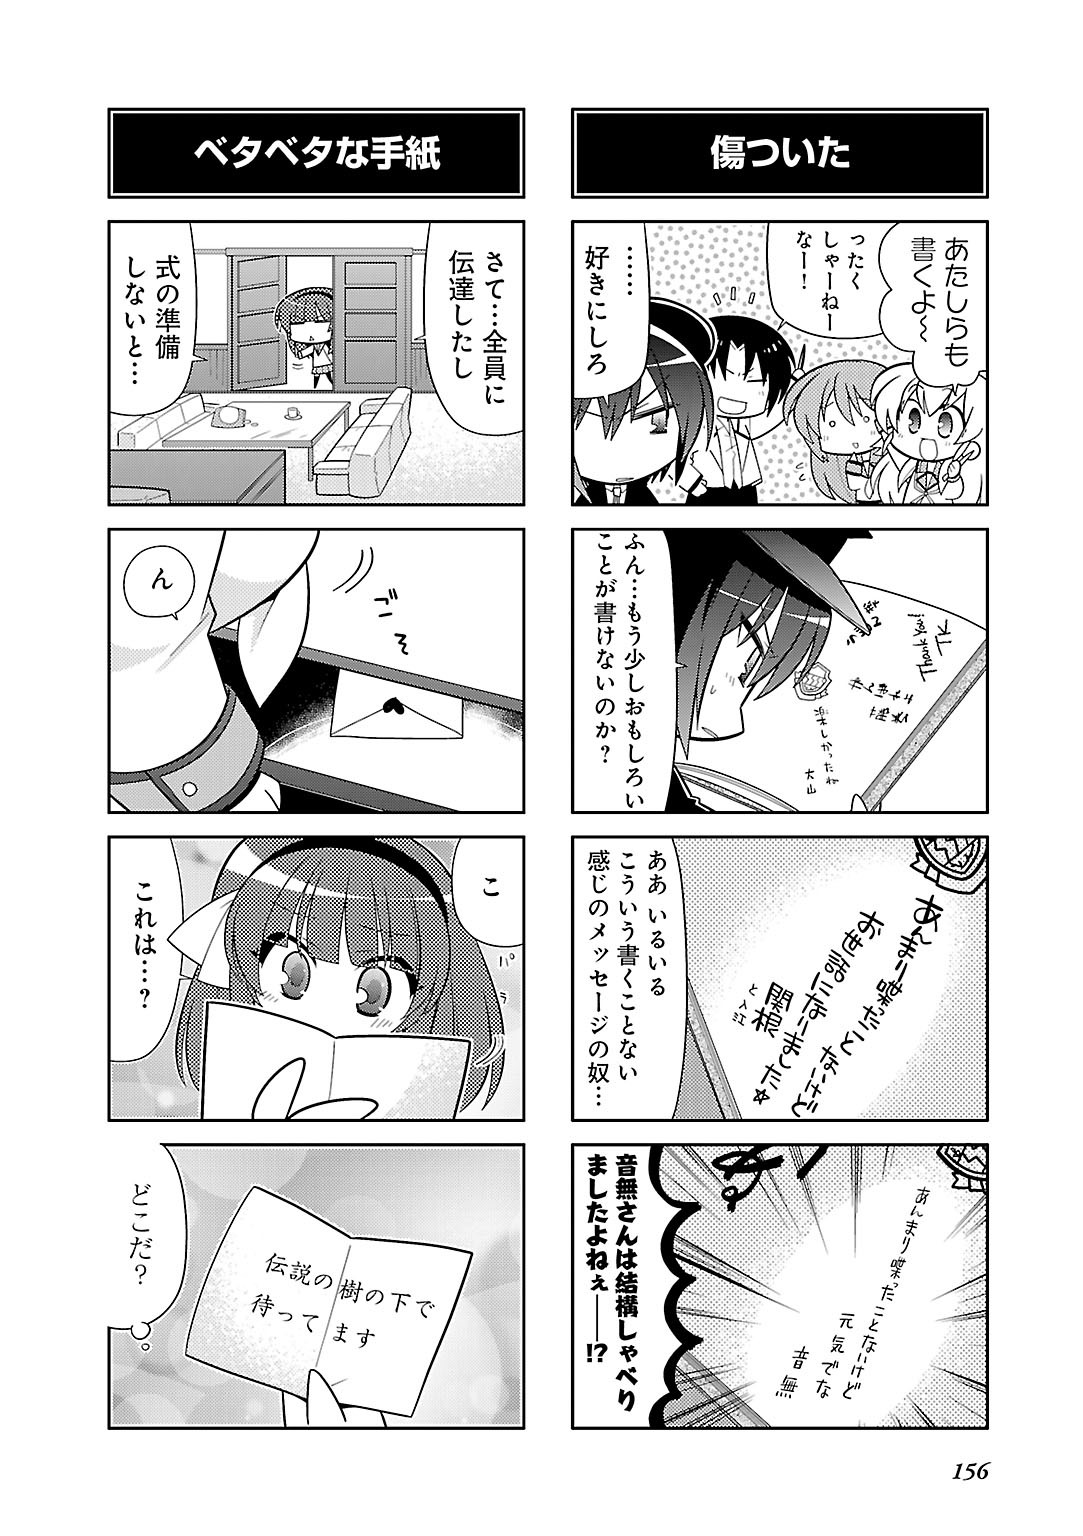 傷ついた
あたしらも
書くよ～
ったく
しゃーねー
なー！
……
好きにしろ
ふん…もう少しおもしろい
ことが書けないのか？
楽しかったね
大山
あんまり喋ったことないけど
お世話になりました☆
関根
と入江
ああ いるいる
こういう書くことない
感じのメッセージの奴…
あんまり喋ったことないけど
元気でな
音無
音無さんは結構しゃべり
ましたよねぇ――!?
ベタベタな手紙
さて…全員に
伝達したし
式の準備
しないと…
ごそ
ん
こ
これは…？
パラ
伝説の樹の下で
待ってます
どこだ？
156